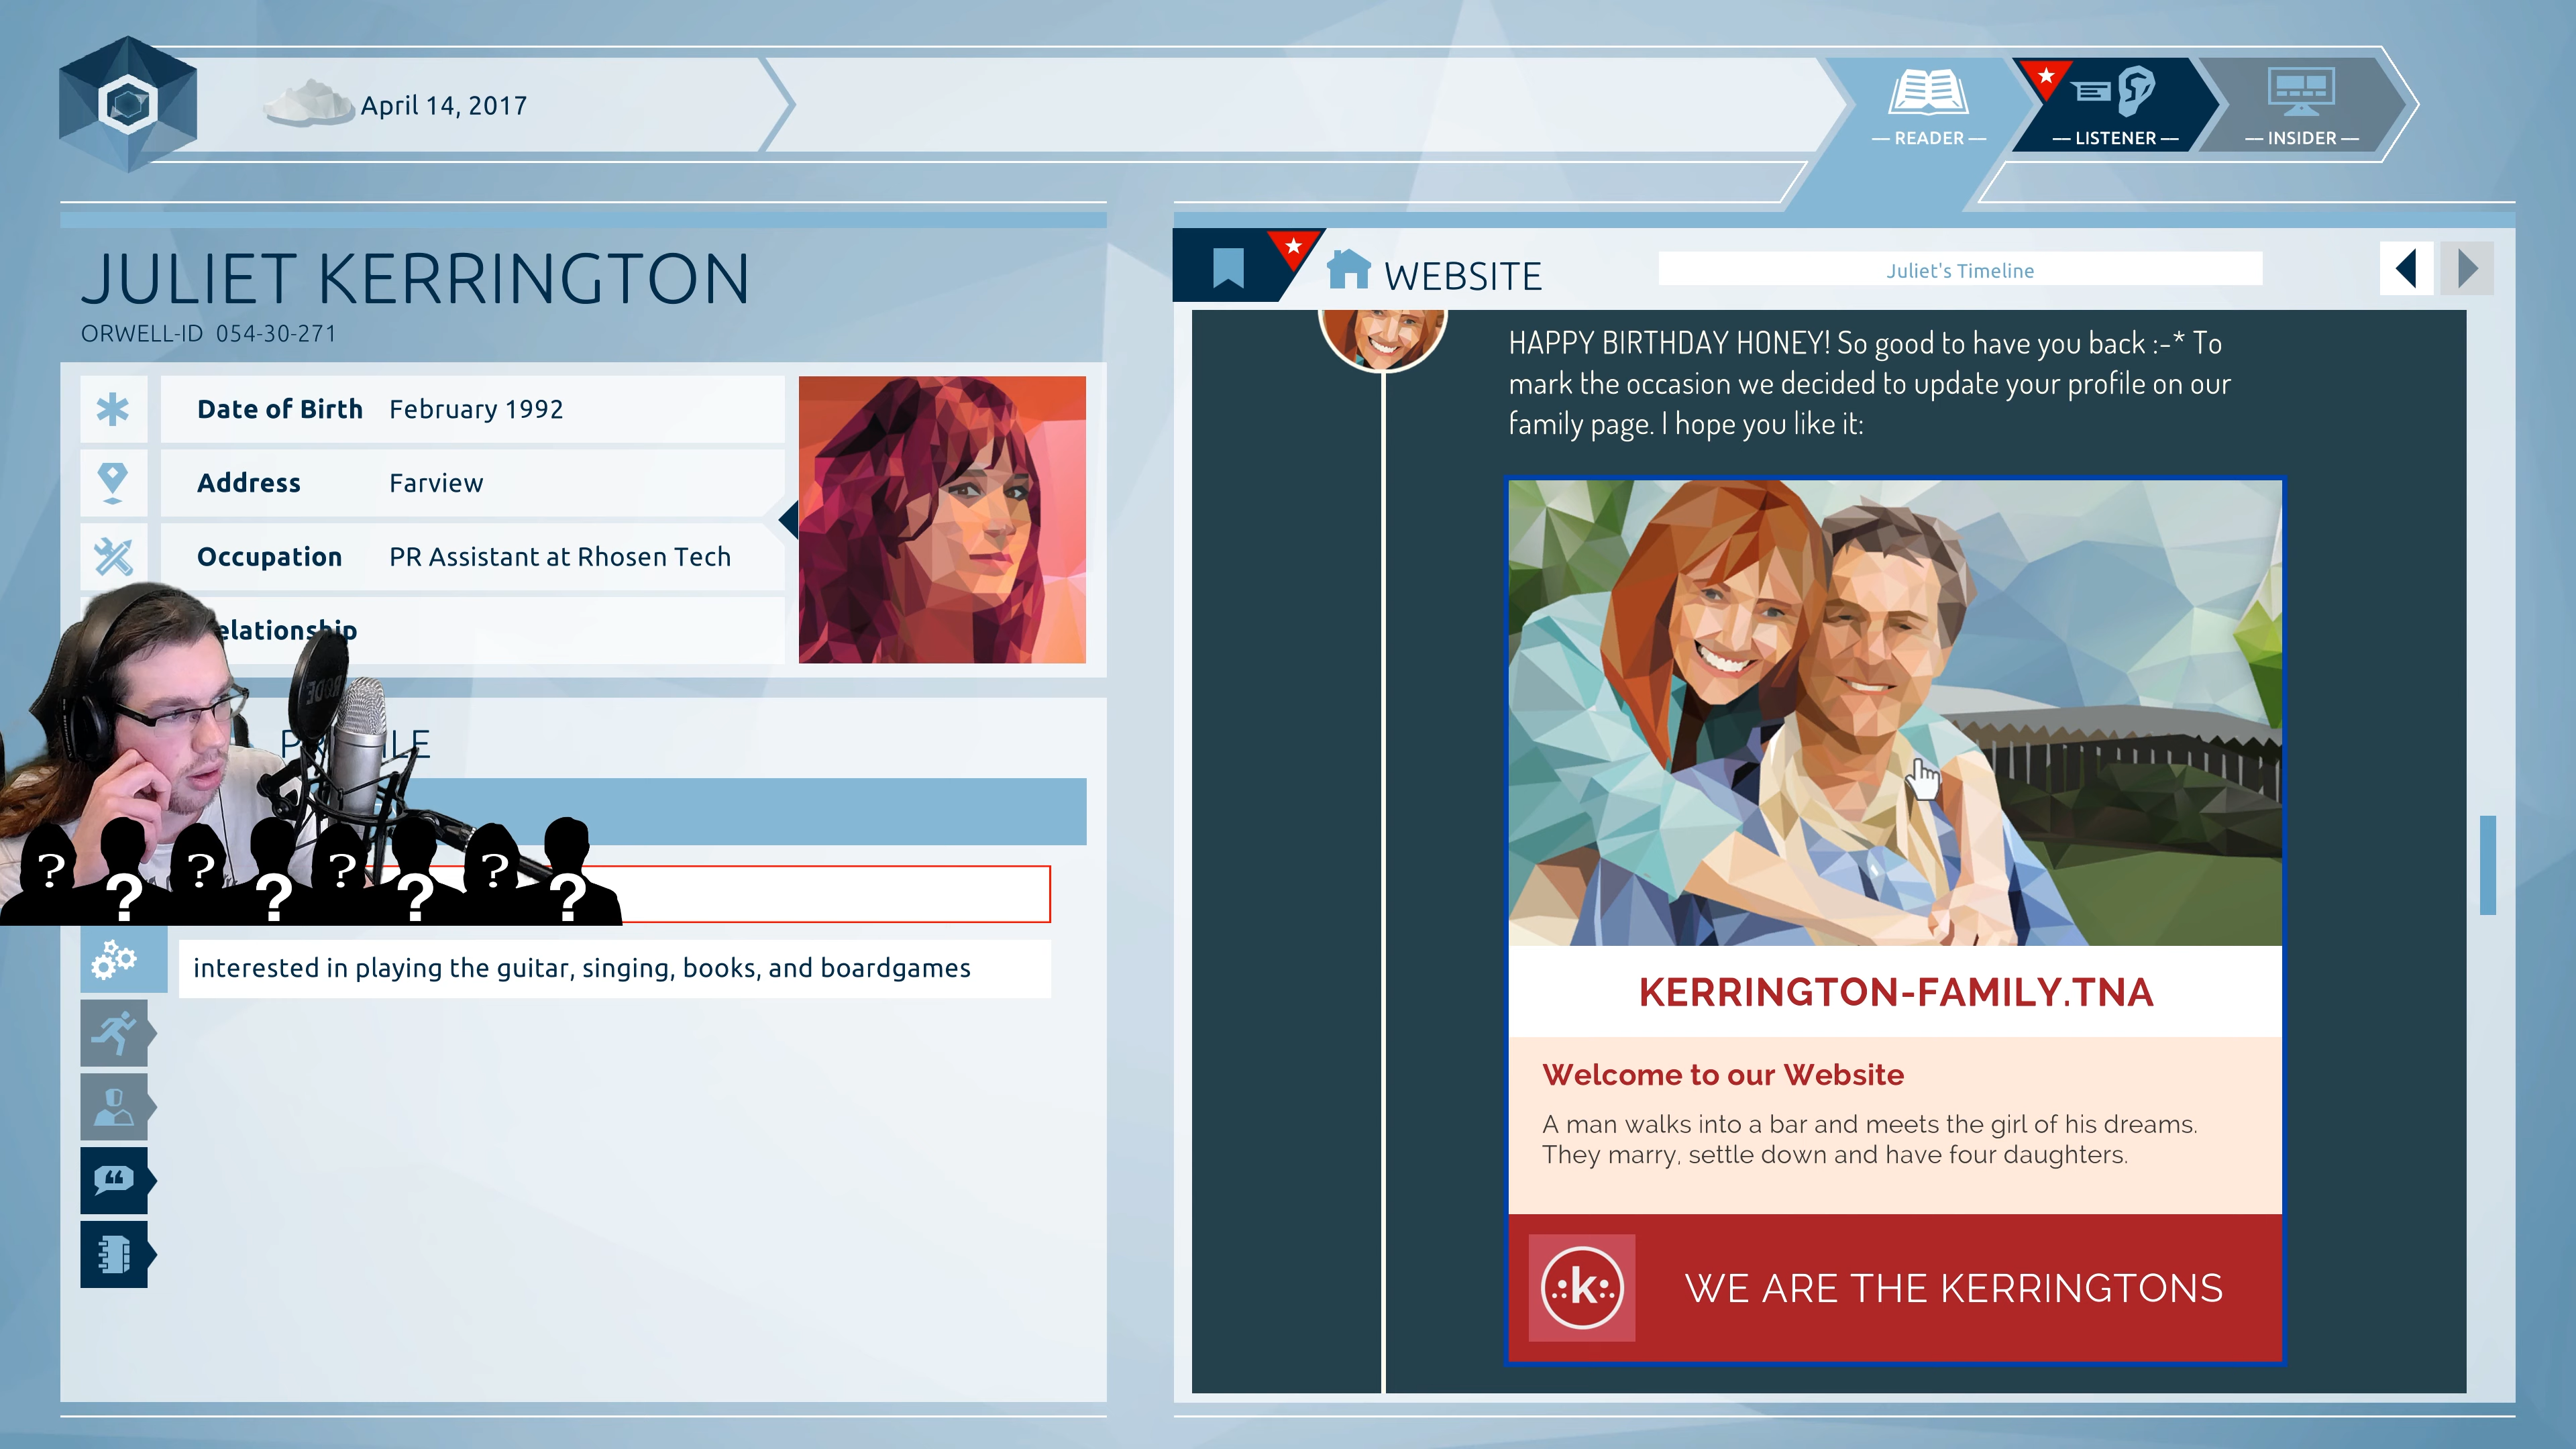 April 14, 2017
READER
LISTENER
INSIDER
JULIET KERRINGTON
ORWELL-ID 054-30-271
Date of Birth February 1992
Address Farview
Occupation PR Assistant at Rhosen Tech
elationship
interested in playing the guitar, singing, books, and boardgames
RODE
? ? ? ? ? ? ? ?
WEBSITE
Juliet's Timeline
HAPPY BIRTHDAY HONEY! So good to have you back :-* To
mark the occasion we decided to update your profile on our
family page. I hope you like it:
KERRINGTON-FAMILY.TNA
Welcome to our Website
A man walks into a bar and meets the girl of his dreams.
They marry, settle down and have four daughters.
k
WE ARE THE KERRINGTONS